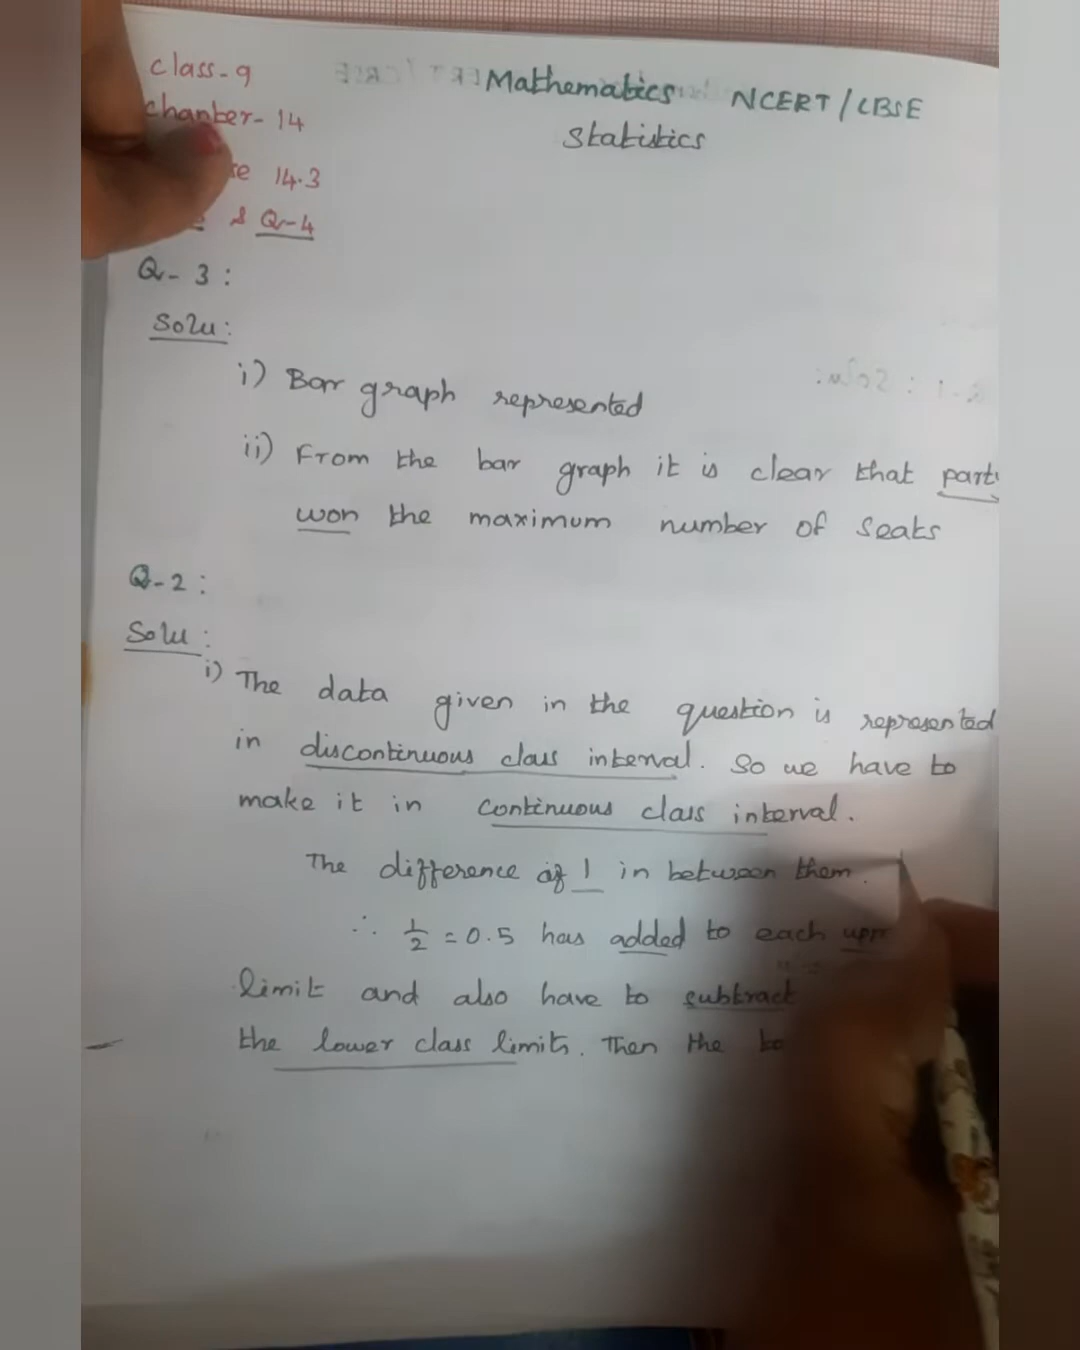 class-9
Mathematics NCERT/CBSE
chapter-14
Statistics
14.3
& Q-4
Q-3:
Solu:
i) Bar graph represented
ii) From the bar graph it is clear that
won the maximum number of seats
Q-2:
Solu:
i) The data given in the question is represented
in discontinuous class interval. So we have to
make it in continuous class interval.
The difference of 1 in between them.
∴ 1/2 = 0.5 has added to each
limit and also have to subtract
the lower class limits. Then the